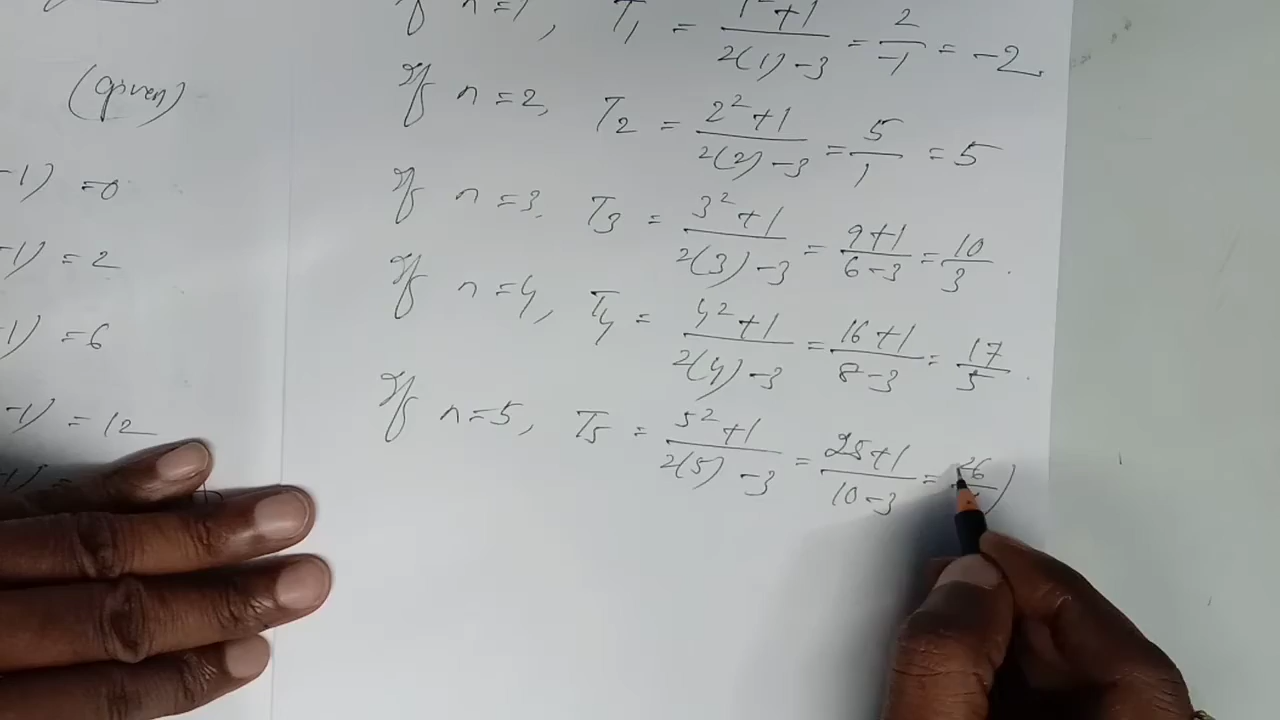 (given)
-1) =0
-1) = 2
-1) = 6
-1) = 12
If n=1, T1 = 1²+1/2(1)-3 = 2/-1 = -2.
If n=2, T2 = 2²+1/2(2)-3 = 5/1 = 5
If n=3, T3 = 3²+1/2(3)-3 = 9+1/6-3 = 10/3.
If n=4, T4 = 4²+1/2(4)-3 = 16+1/8-3 = 17/5.
If n=5, T5 = 5²+1/2(5)-3 = 25+1/10-3 = 26